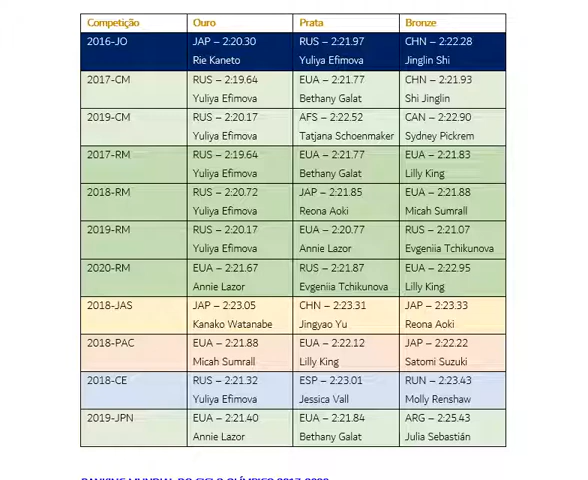 Competição Ouro Prata Bronze
2016-JO JAP – 2:20.30 RUS – 2:21.97 CHN – 2:22.28
Rie Kaneto Yuliya Efimova Jinglin Shi
2017-CM RUS – 2:19.64 EUA – 2:21.77 CHN – 2:21.93
Yuliya Efimova Bethany Galat Shi Jinglin
2019-CM RUS – 2:20.17 AFS – 2:22.52 CAN – 2:22.90
Yuliya Efimova Tatjana Schoenmaker Sydney Pickrem
2017-RM RUS – 2:19.64 EUA – 2:21.77 EUA – 2:21.83
Yuliya Efimova Bethany Galat Lilly King
2018-RM RUS – 2:20.72 JAP – 2:21.85 EUA – 2:21.88
Yuliya Efimova Reona Aoki Micah Sumrall
2019-RM RUS – 2:20.17 EUA – 2:20.77 RUS – 2:21.07
Yuliya Efimova Annie Lazor Evgeniia Tchikunova
2020-RM EUA – 2:21.67 RUS – 2:21.87 EUA – 2:22.95
Annie Lazor Evgeniia Tchikunova Lilly King
2018-JAS JAP – 2:23.05 CHN – 2:23.31 JAP – 2:23.33
Kanako Watanabe Jingyao Yu Reona Aoki
2018-PAC EUA – 2:21.88 EUA – 2:22.12 JAP – 2:22.22
Micah Sumrall Lilly King Satomi Suzuki
2018-CE RUS – 2:21.32 ESP – 2:23.01 RUN – 2:23.43
Yuliya Efimova Jessica Vall Molly Renshaw
2019-JPN EUA – 2:21.40 EUA – 2:21.84 ARG – 2:25.43
Annie Lazor Bethany Galat Julia Sebastián